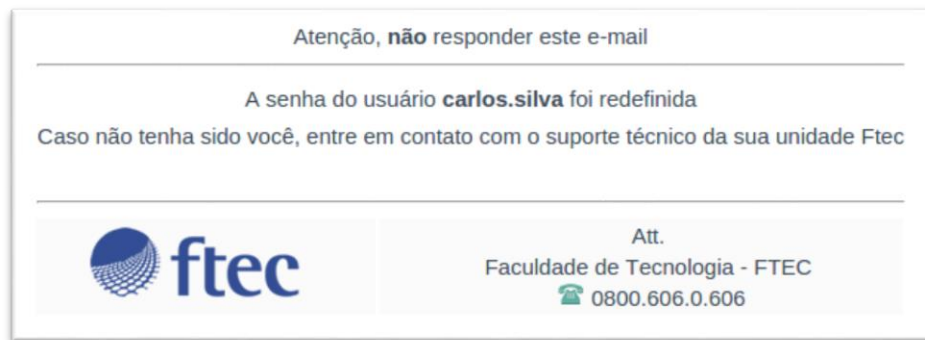 Atenção, não responder este e-mail
A senha do usuário carlos.silva foi redefinida
Caso não tenha sido você, entre em contato com o suporte técnico da sua unidade Ftec
ftec
Att.
Faculdade de Tecnologia - FTEC
☎ 0800.606.0.606